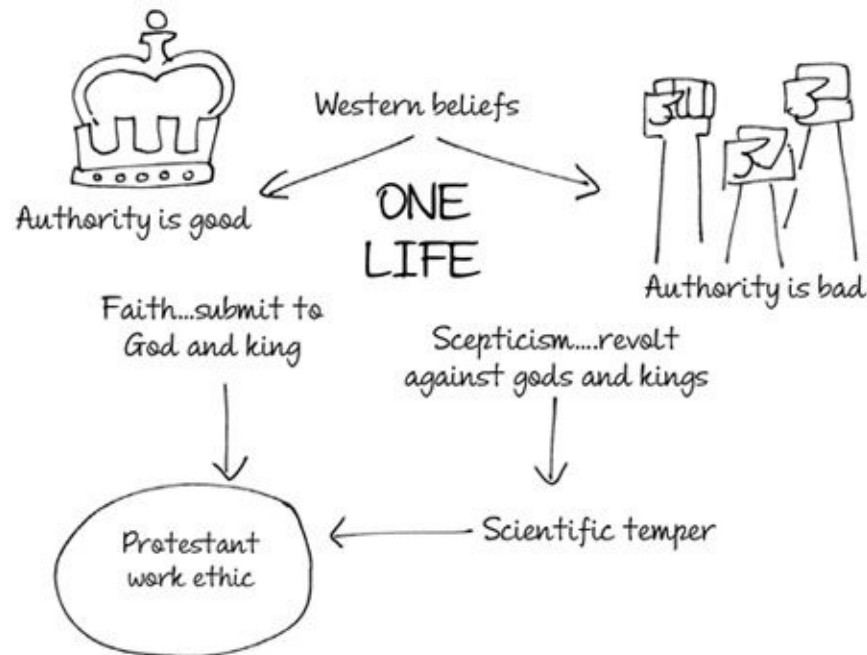 Western beliefs
ONE
LIFE
Authority is good
Authority is bad
Faith...submit to
God and king
Scepticism....revolt
against gods and kings
Protestant
work ethic
Scientific temper